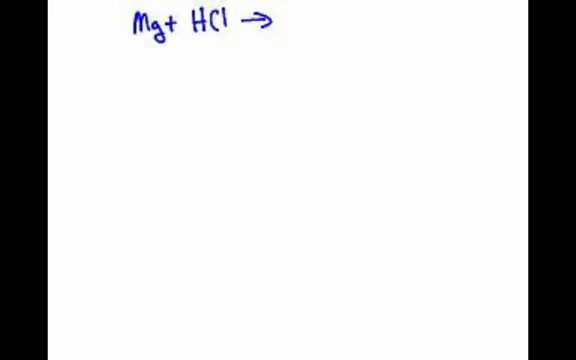 Mg + HCl →